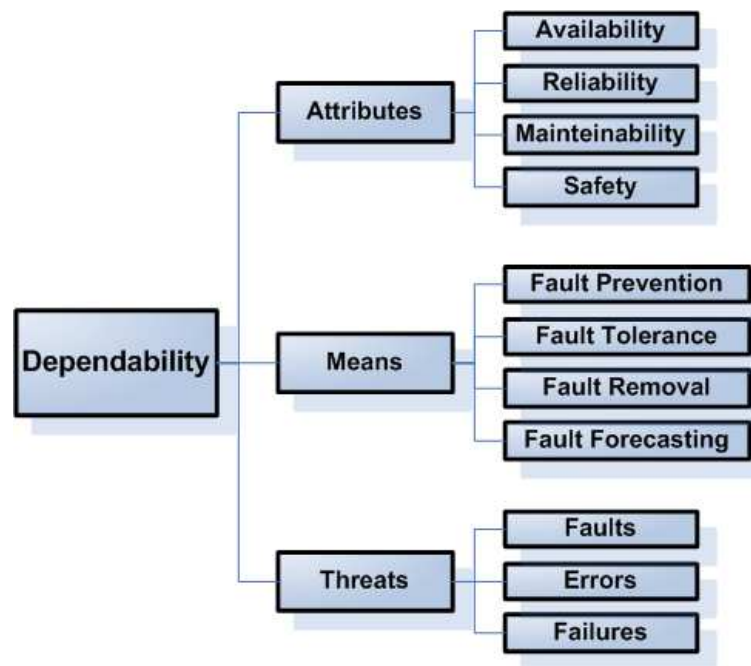 Dependability
Attributes
Availability
Reliability
Mainteinability
Safety
Means
Fault Prevention
Fault Tolerance
Fault Removal
Fault Forecasting
Threats
Faults
Errors
Failures